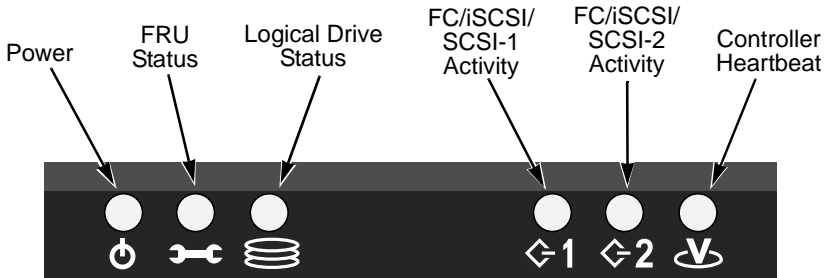 Power
FRU
Status
Logical Drive
Status
FC/iSCSI/
SCSI-1
Activity
FC/iSCSI/
SCSI-2
Activity
Controller
Heartbeat
1
2
V